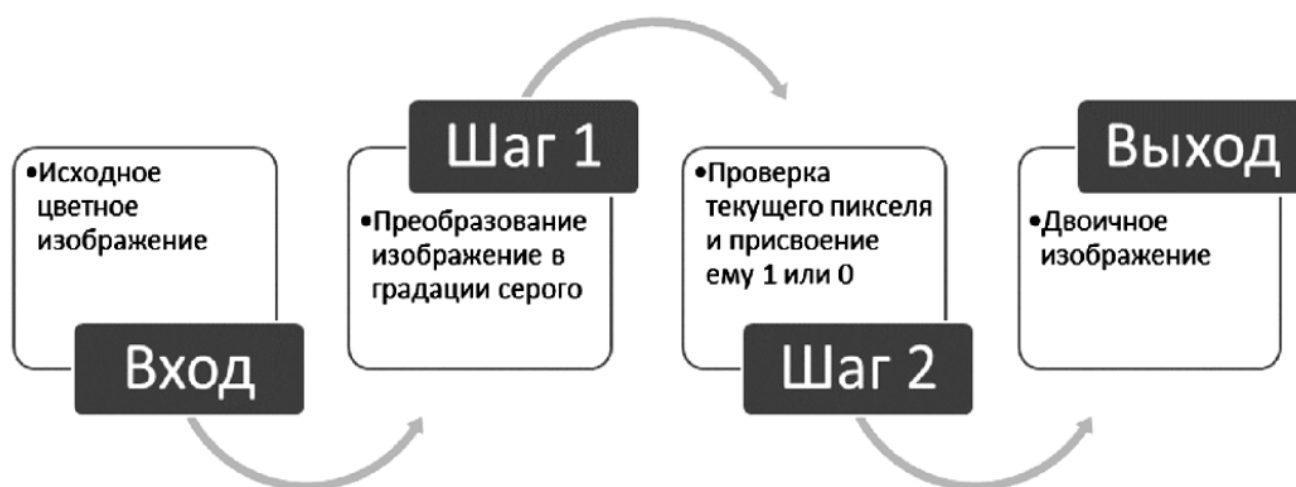 •Исходное
цветное
изображение
Вход
Шаг 1
•Преобразование
изображение в
градации серого
•Проверка
текущего пикселя
и присвоение
ему 1 или 0
Шаг 2
Выход
•Двоичное
изображение